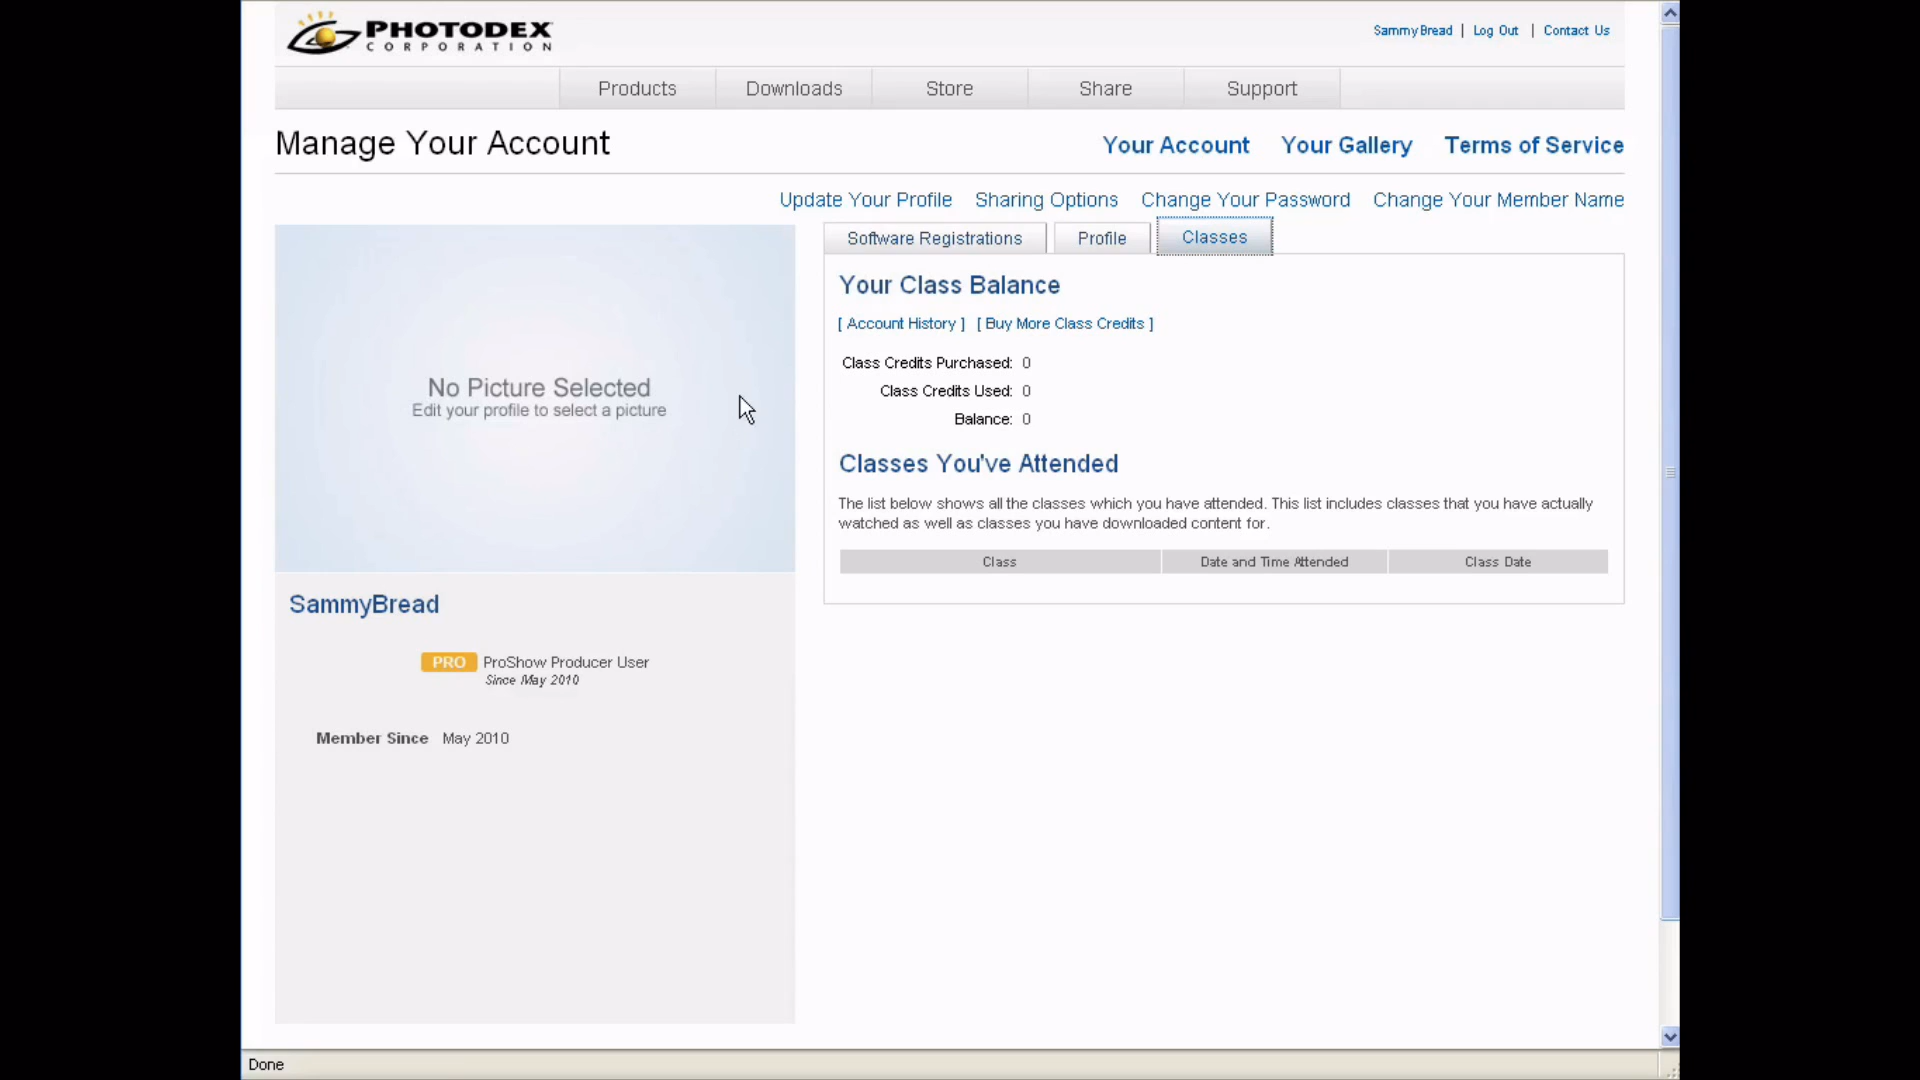 PHOTODEX
CORPORATION
SammyBread | Log Out | Contact Us
Products Downloads Store Share Support
Manage Your Account
Your Account Your Gallery Terms of Service
Update Your Profile Sharing Options Change Your Password Change Your Member Name
Software Registrations Profile Classes
Your Class Balance
[ Account History ] [ Buy More Class Credits ]
Class Credits Purchased: 0
Class Credits Used: 0
Balance: 0
Classes You've Attended
The list below shows all the classes which you have attended. This list includes classes that you have actually
watched as well as classes you have downloaded content for.
Class Date and Time Attended Class Date
No Picture Selected
Edit your profile to select a picture
SammyBread
PRO ProShow Producer User
Since May 2010
Member Since May 2010
Done